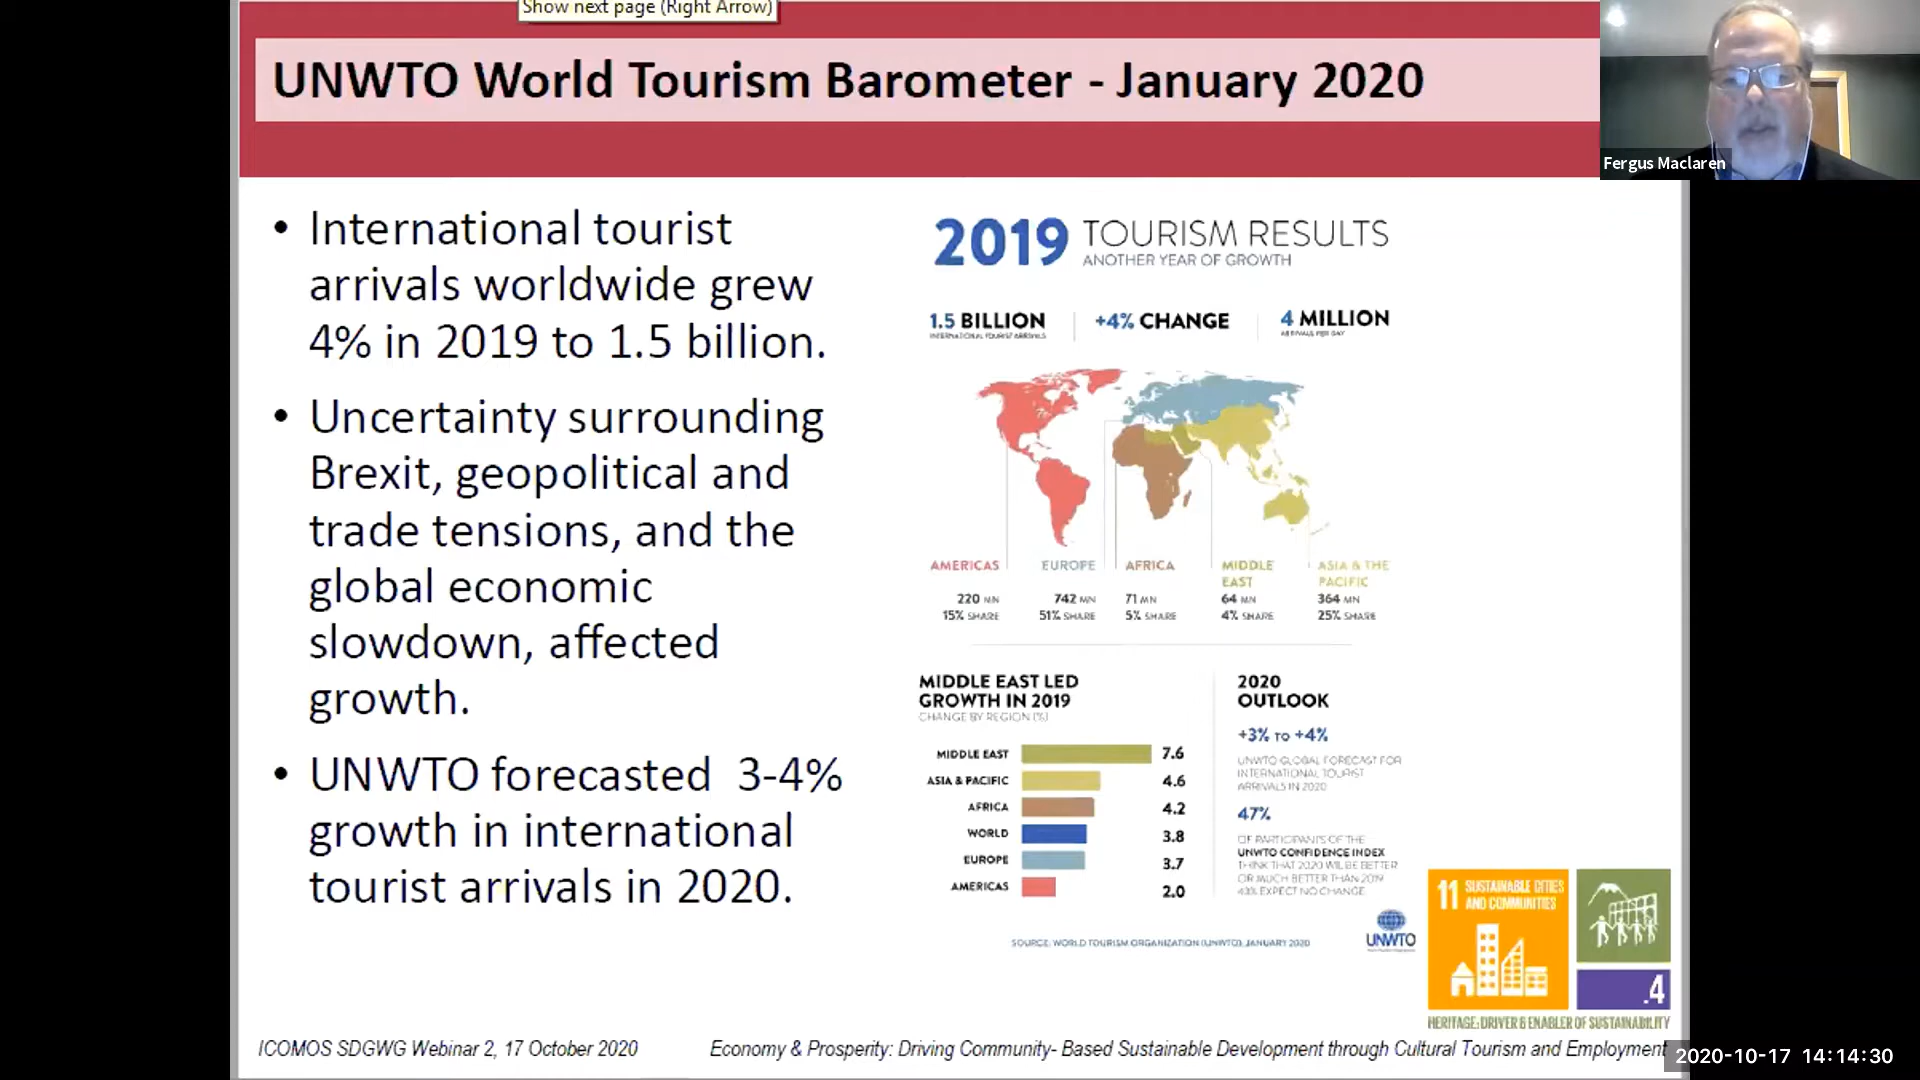 Show next page (Right Arrow)
UNWTO World Tourism Barometer - January 2020
Fergus Maclaren
• International tourist
arrivals worldwide grew
4% in 2019 to 1.5 billion.
• Uncertainty surrounding
Brexit, geopolitical and
trade tensions, and the
global economic
slowdown, affected
growth.
• UNWTO forecasted 3-4%
growth in international
tourist arrivals in 2020.
2019 TOURISM RESULTS
ANOTHER YEAR OF GROWTH
1.5 BILLION
INTERNATIONAL TOURIST ARRIVALS
+4% CHANGE
4 MILLION
ARRIVALS PER DAY
AMERICAS
220 MN
15% SHARE
EUROPE
742 MN
51% SHARE
AFRICA
71 MN
5% SHARE
MIDDLE
EAST
64 MN
4% SHARE
ASIA & THE
PACIFIC
364 MN
25% SHARE
MIDDLE EAST LED
GROWTH IN 2019
CHANGE BY REGION (%)
MIDDLE EAST 7.6
ASIA & PACIFIC 4.6
AFRICA 4.2
WORLD 3.8
EUROPE 3.7
AMERICAS 2.0
2020
OUTLOOK
+3% TO +4%
UNWTO GLOBAL FORECAST FOR
INTERNATIONAL TOURIST
ARRIVALS IN 2020
47%
OF PARTICIPANTS OF THE
UNWTO CONFIDENCE INDEX
THINK THAT 2020 WILL BE BETTER
OR MUCH BETTER THAN 2019
43% EXPECT NO CHANGE
SOURCE: WORLD TOURISM ORGANIZATION (UNWTO), JANUARY 2020
UNWTO
11 SUSTAINABLE CITIES
AND COMMUNITIES
.4
HERITAGE: DRIVER & ENABLER OF SUSTAINABILITY
ICOMOS SDGWG Webinar 2, 17 October 2020
Economy & Prosperity: Driving Community- Based Sustainable Development through Cultural Tourism and Employment
2020-10-17 14:14:30